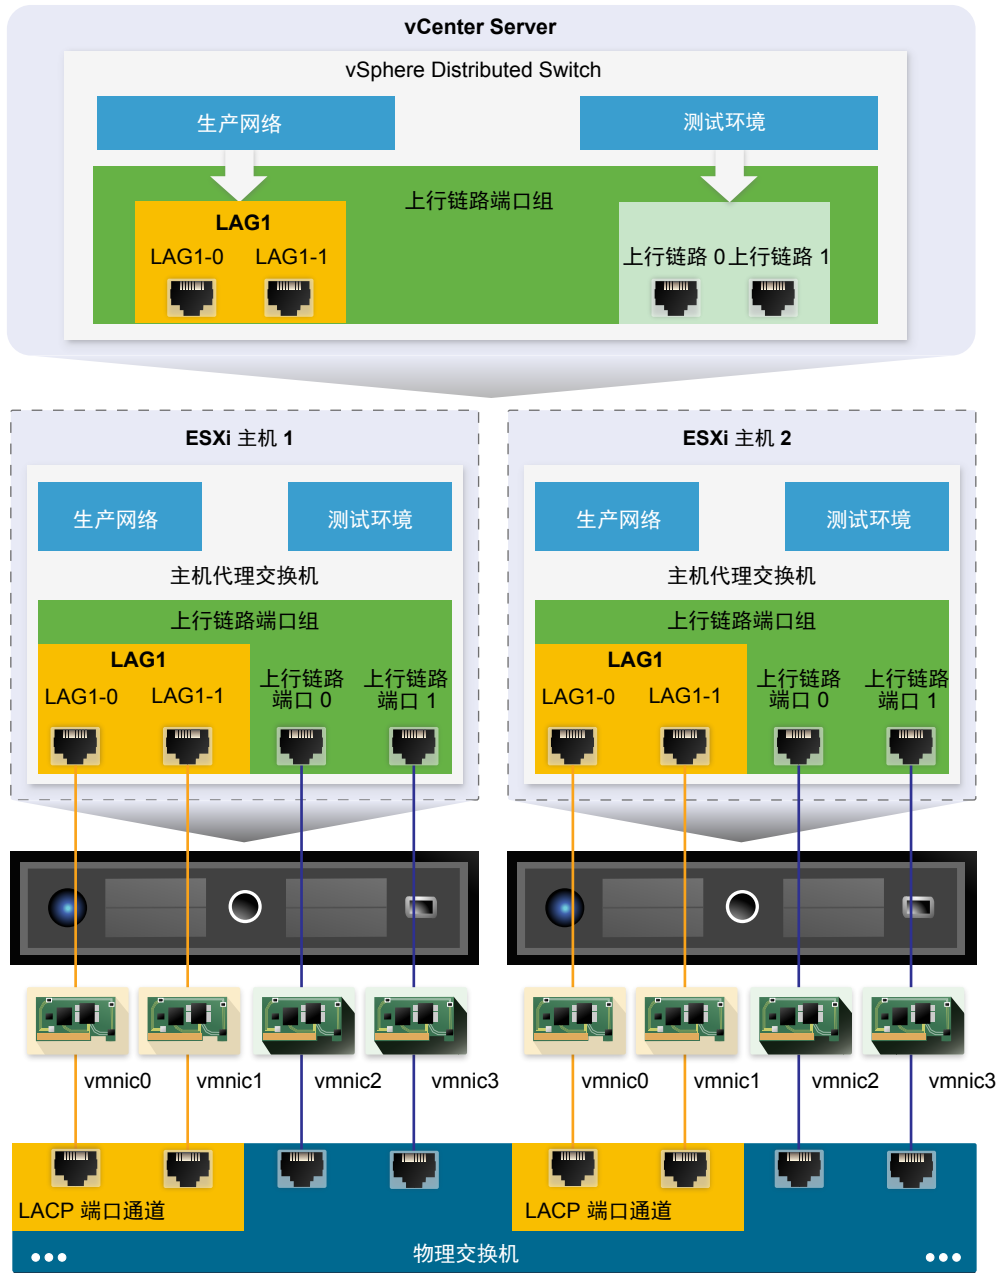 vCenter Server
vSphere Distributed Switch
生产网络
测试环境
上行链路端口组
LAG1
LAG1-0
LAG1-1
上行链路 0
上行链路 1
ESXi 主机 1
生产网络
测试环境
主机代理交换机
上行链路端口组
LAG1
LAG1-0
LAG1-1
上行链路
端口 0
上行链路
端口 1
ESXi 主机 2
生产网络
测试环境
主机代理交换机
上行链路端口组
LAG1
LAG1-0
LAG1-1
上行链路
端口 0
上行链路
端口 1
vmnic0
vmnic1
vmnic2
vmnic3
vmnic0
vmnic1
vmnic2
vmnic3
LACP 端口通道
LACP 端口通道
物理交换机